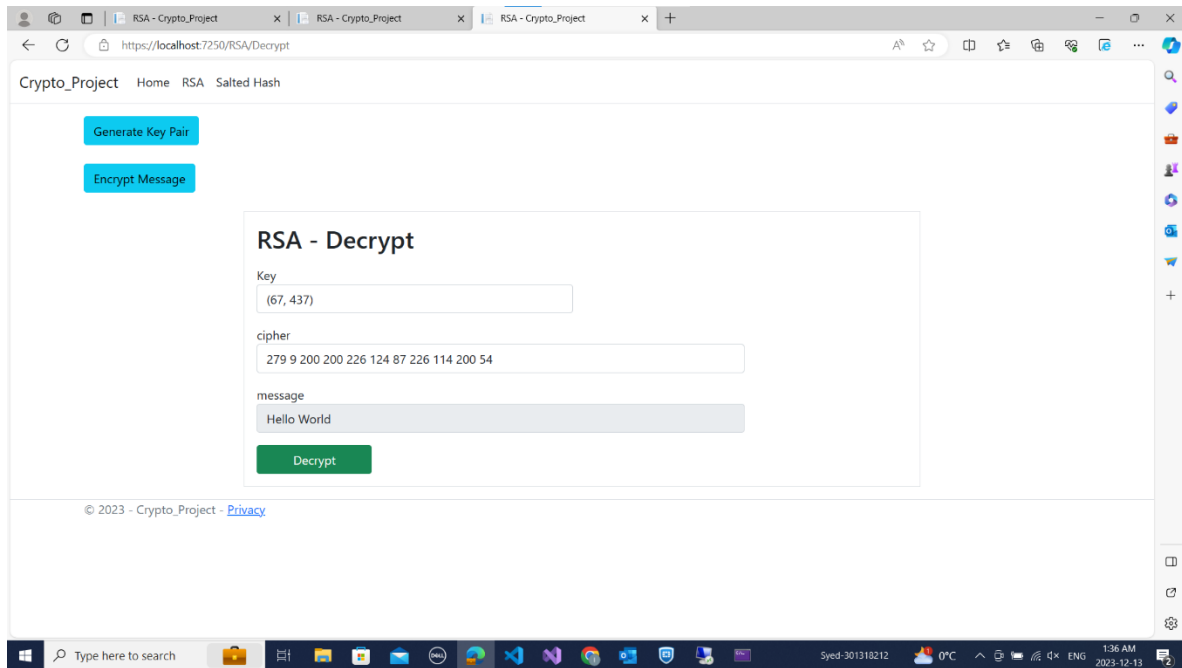 RSA - Crypto_Project
RSA - Crypto_Project
RSA - Crypto_Project
https://localhost:7250/RSA/Decrypt
Crypto_Project Home RSA Salted Hash
Generate Key Pair
Encrypt Message
RSA - Decrypt
Key
(67, 437)
cipher
279 9 200 200 226 124 87 226 114 200 54
message
Hello World
Decrypt
© 2023 - Crypto_Project - Privacy
Type here to search
DELL
Syed-301318212
0°C
ENG
1:36 AM
2023-12-13
2